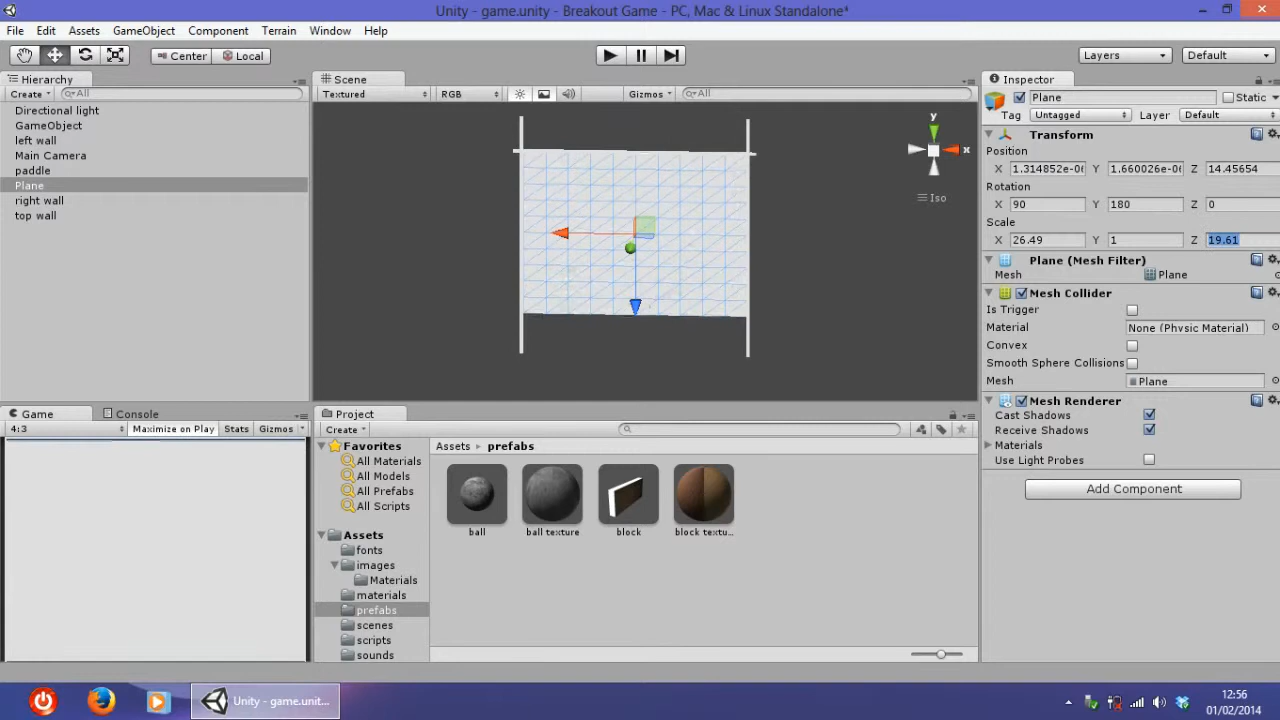 Unity - game.unity - Breakout Game - PC, Mac & Linux Standalone*
File Edit Assets GameObject Component Terrain Window Help
Center Local Layers Default
Hierarchy
Create All
Directional light
GameObject
left wall
Main Camera
paddle
Plane
right wall
top wall
Scene
Textured RGB Gizmos All
y
x
Iso
Inspector
Plane Static
Tag Untagged Layer Default
Transform
Position
X 1.314852e-06 Y 1.660026e-06 Z 14.45654
Rotation
X 90 Y 180 Z 0
Scale
X 26.49 Y 1 Z 19.61
Plane (Mesh Filter)
Mesh Plane
Mesh Collider
Is Trigger
Material None (Physic Material)
Convex
Smooth Sphere Collisions
Mesh Plane
Mesh Renderer
Cast Shadows
Receive Shadows
Materials
Use Light Probes
Add Component
Game Console
4:3 Maximize on Play Stats Gizmos
Project
Create
Favorites
All Materials
All Models
All Prefabs
All Scripts
Assets
fonts
images
Materials
materials
prefabs
scenes
scripts
sounds
Assets prefabs
ball ball texture block block textu...
Unity - game.unit...
12:56
01/02/2014